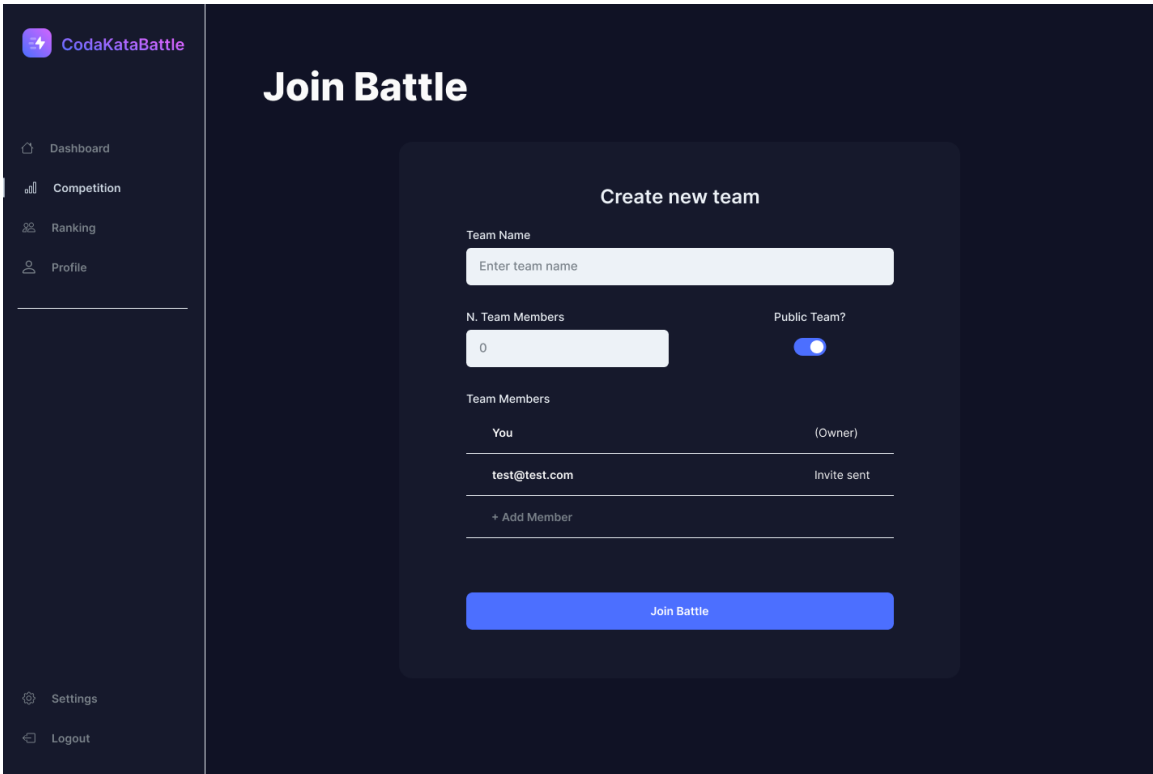 CodaKataBattle
Dashboard
Competition
Ranking
Profile
Settings
Logout
Join Battle
Create new team
Team Name
Enter team name
N. Team Members Public Team?
0
Team Members
You (Owner)
test@test.com Invite sent
+ Add Member
Join Battle